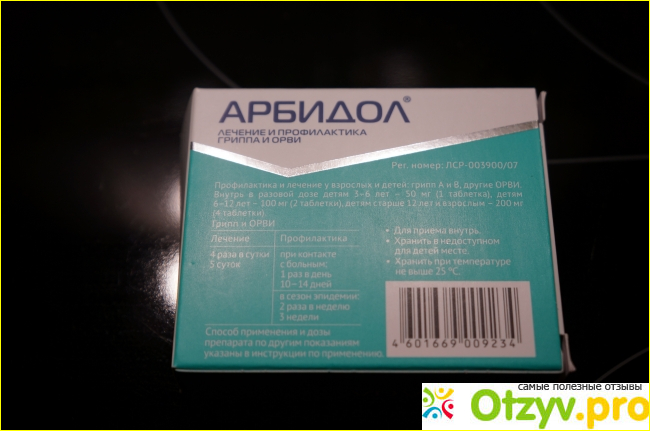 АРБИДОЛ®
ЛЕЧЕНИЕ И ПРОФИЛАКТИКА
ГРИППА И ОРВИ
Рег. номер: ЛСР-003900/07
Профилактика и лечение у взрослых и детей: грипп А и В, другие ОРВИ.
Внутрь в разовой дозе детям 3–6 лет – 50 мг (1 таблетка), детям
6–12 лет – 100 мг (2 таблетки), детям старше 12 лет и взрослым – 200 мг
(4 таблетки).
Грипп и ОРВИ
Лечение
Профилактика
4 раза в сутки
5 суток
при контакте
с больным:
1 раз в день
10–14 дней
в сезон эпидемии:
2 раза в неделю
3 недели
• Для приема внутрь.
• Хранить в недоступном
для детей месте.
• Хранить при температуре
не выше 25 °С.
Способ применения и дозы
препарата по другим показаниям
указаны в инструкции по применению.
4 601669 009234
самые полезные отзывы
Otzyv.pro